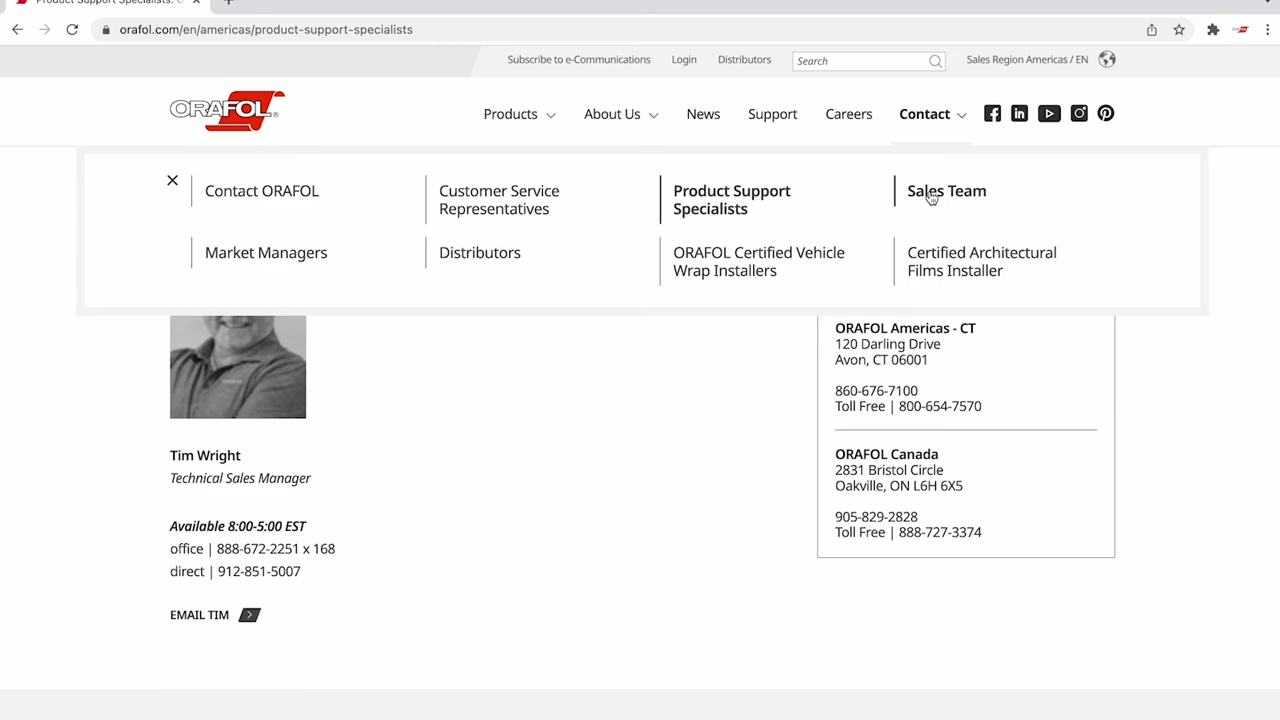 Product Support Specialists:
orafol.com/en/americas/product-support-specialists
Subscribe to e-Communications
Login
Distributors
Search
Sales Region Americas / EN
ORAFOL®
Products
About Us
News
Support
Careers
Contact
Contact ORAFOL
Customer Service
Representatives
Product Support
Specialists
Sales Team
Market Managers
Distributors
ORAFOL Certified Vehicle
Wrap Installers
Certified Architectural
Films Installer
Tim Wright
Technical Sales Manager
Available 8:00-5:00 EST
office | 888-672-2251 x 168
direct | 912-851-5007
EMAIL TIM
ORAFOL Americas - CT
120 Darling Drive
Avon, CT 06001
860-676-7100
Toll Free | 800-654-7570
ORAFOL Canada
2831 Bristol Circle
Oakville, ON L6H 6X5
905-829-2828
Toll Free | 888-727-3374